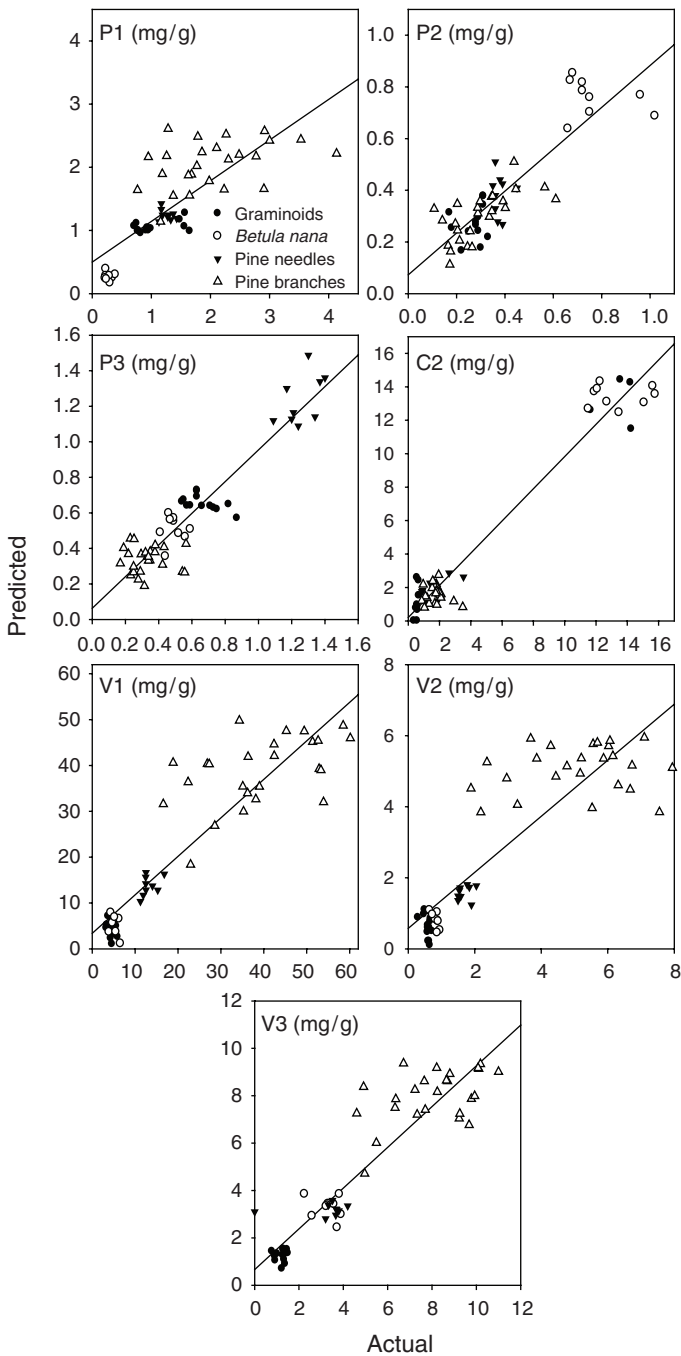 P1 (mg/g)
4
3
2
1
0
0 1 2 3 4
Graminoids
Betula nana
Pine needles
Pine branches
P2 (mg/g)
1.0
0.8
0.6
0.4
0.2
0.0
0.0 0.2 0.4 0.6 0.8 1.0
P3 (mg/g)
1.6
1.4
1.2
1.0
0.8
0.6
0.4
0.2
0.0
0.0 0.2 0.4 0.6 0.8 1.0 1.2 1.4 1.6
C2 (mg/g)
16
14
12
10
8
6
4
2
0
0 2 4 6 8 10 12 14 16
Predicted
V1 (mg/g)
60
50
40
30
20
10
0
0 10 20 30 40 50 60
V2 (mg/g)
8
6
4
2
0
0 2 4 6 8
V3 (mg/g)
12
10
8
6
4
2
0
0 2 4 6 8 10 12
Actual